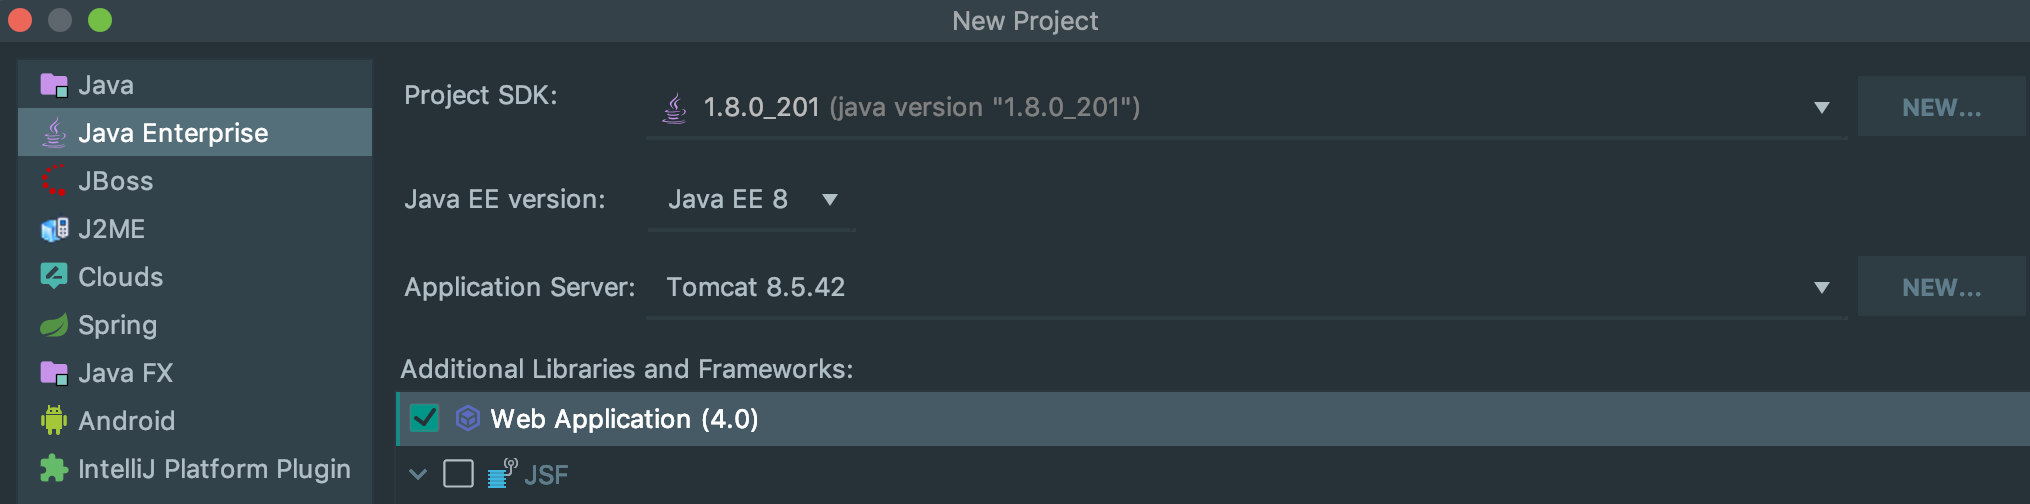 New Project
Java
Java Enterprise
JBoss
J2ME
Clouds
Spring
Java FX
Android
IntelliJ Platform Plugin
Project SDK:
1.8.0_201 (java version "1.8.0_201")
NEW...
Java EE version:
Java EE 8
Application Server:
Tomcat 8.5.42
NEW...
Additional Libraries and Frameworks:
Web Application (4.0)
JSF